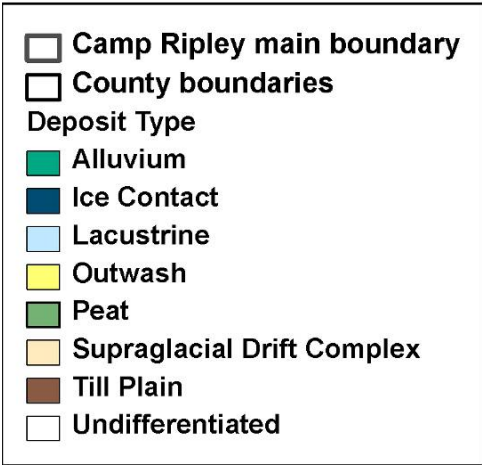 Camp Ripley main boundary
County boundaries
Deposit Type
Alluvium
Ice Contact
Lacustrine
Outwash
Peat
Supraglacial Drift Complex
Till Plain
Undifferentiated